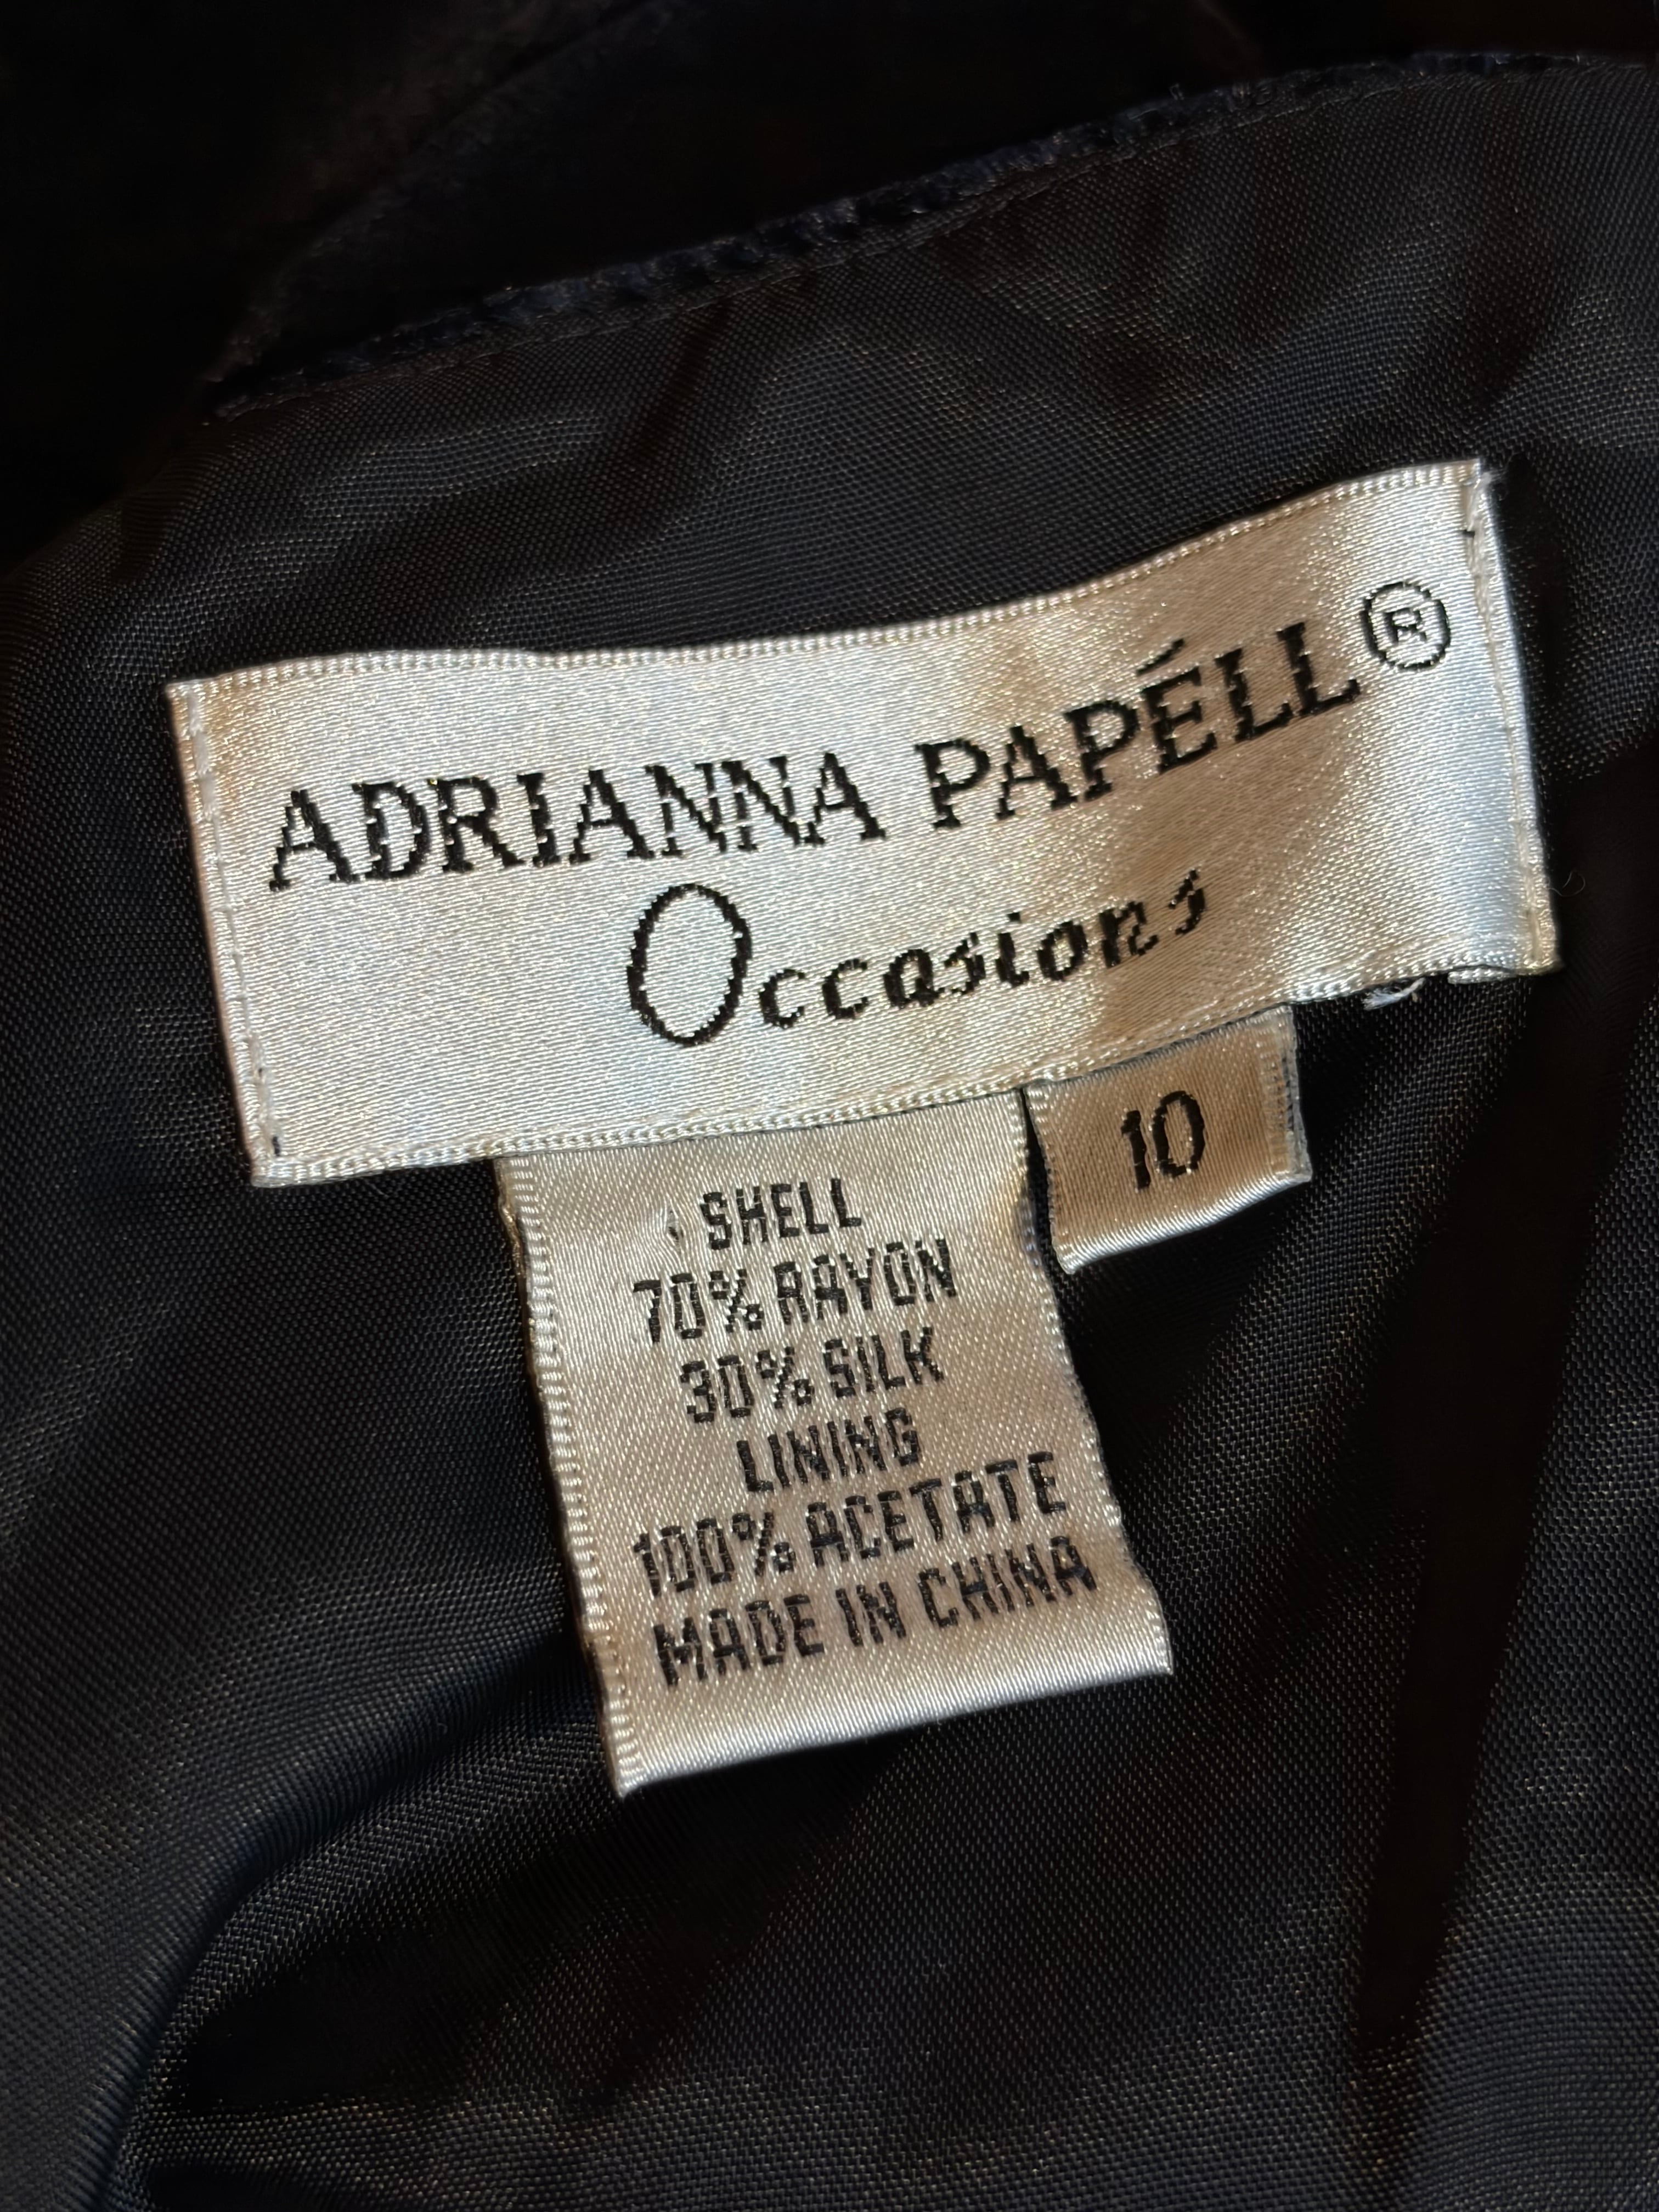 ADRIANNA PAPÉLL®
Occasions
10
SHELL
70% RAYON
30% SILK
LINING
100% ACETATE
MADE IN CHINA